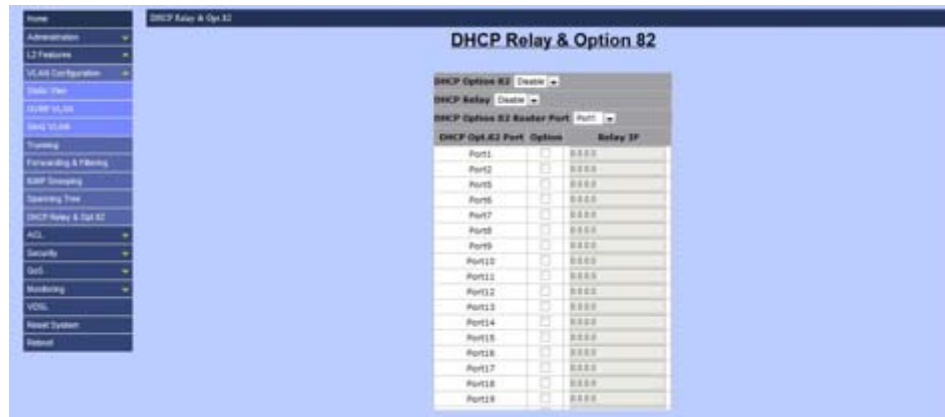 Home
DHCP Relay & Opt.82
Administration
L2 Features
VLAN Configuration
Static Vlan
GVRP VLAN
QinQ VLAN
Trunking
Forwarding & Filtering
IGMP Snooping
Spanning Tree
DHCP Relay & Opt.82
ACL
Security
QoS
Monitoring
VDSL
Reset System
Reboot
DHCP Relay & Option 82
DHCP Option 82 Disable
DHCP Relay Disable
DHCP Option 82 Router Port Port1
DHCP Opt.82 Port Option Relay IP
Port1 0.0.0.0
Port2 0.0.0.0
Port5 0.0.0.0
Port6 0.0.0.0
Port7 0.0.0.0
Port8 0.0.0.0
Port9 0.0.0.0
Port10 0.0.0.0
Port11 0.0.0.0
Port12 0.0.0.0
Port13 0.0.0.0
Port14 0.0.0.0
Port15 0.0.0.0
Port16 0.0.0.0
Port17 0.0.0.0
Port18 0.0.0.0
Port19 0.0.0.0